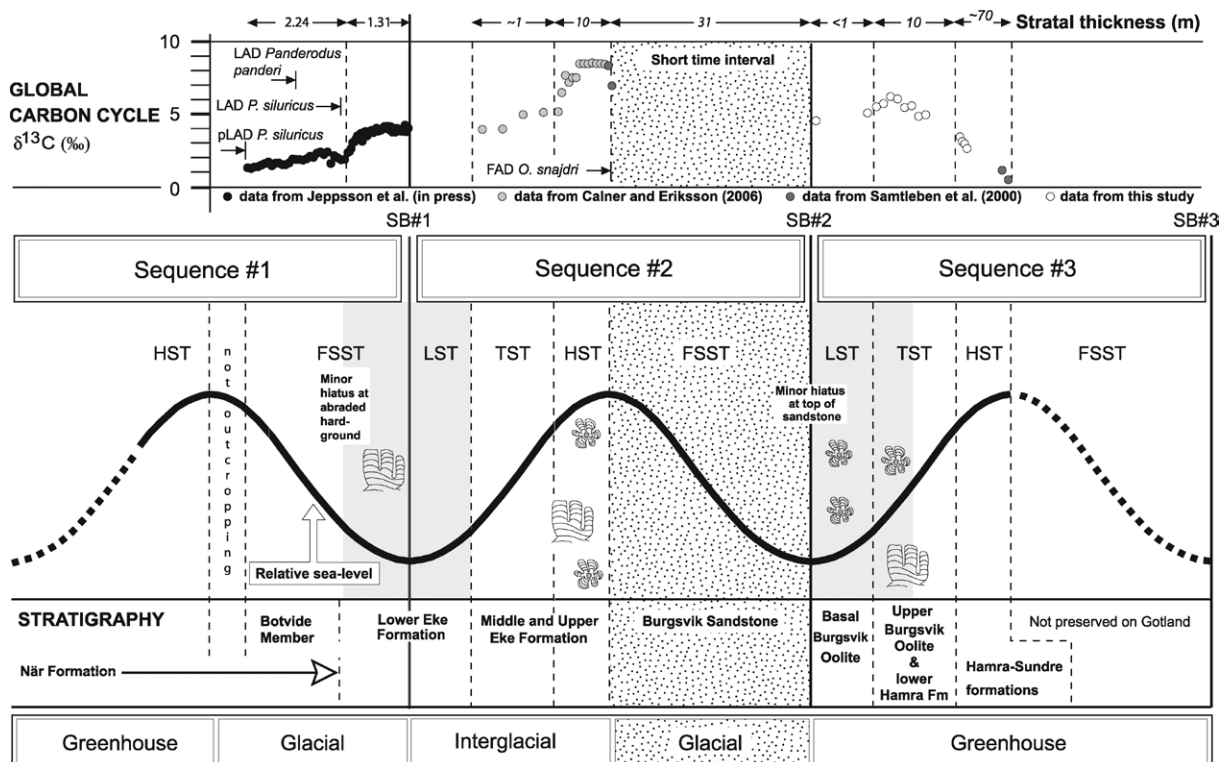 2.24 1.31 ~1 10 31 <1 10 ~70 Stratal thickness (m)
10
LAD Panderodus
panderi
Short time interval
GLOBAL
CARBON CYCLE
δ13C (‰)
LAD P. siluricus
5
pLAD P. siluricus
FAD O. snajdri
0
data from Jeppsson et al. (in press) data from Calner and Eriksson (2006) data from Samtleben et al. (2000) data from this study
SB#1 SB#2 SB#3
Sequence #1 Sequence #2 Sequence #3
HST not outcropping FSST LST TST HST FSST LST TST HST FSST
Minor
hiatus at
abraded
hard-
ground
Minor hiatus
at top of
sandstone
Relative sea-level
STRATIGRAPHY
Botvide
Member
Lower Eke
Formation
Middle and Upper
Eke Formation
Burgsvik Sandstone
Basal
Burgsvik
Oolite
Upper
Burgsvik
Oolite
&
lower
Hamra Fm
Not preserved on Gotland
Hamra-Sundre
formations
När Formation
Greenhouse Glacial Interglacial Glacial Greenhouse